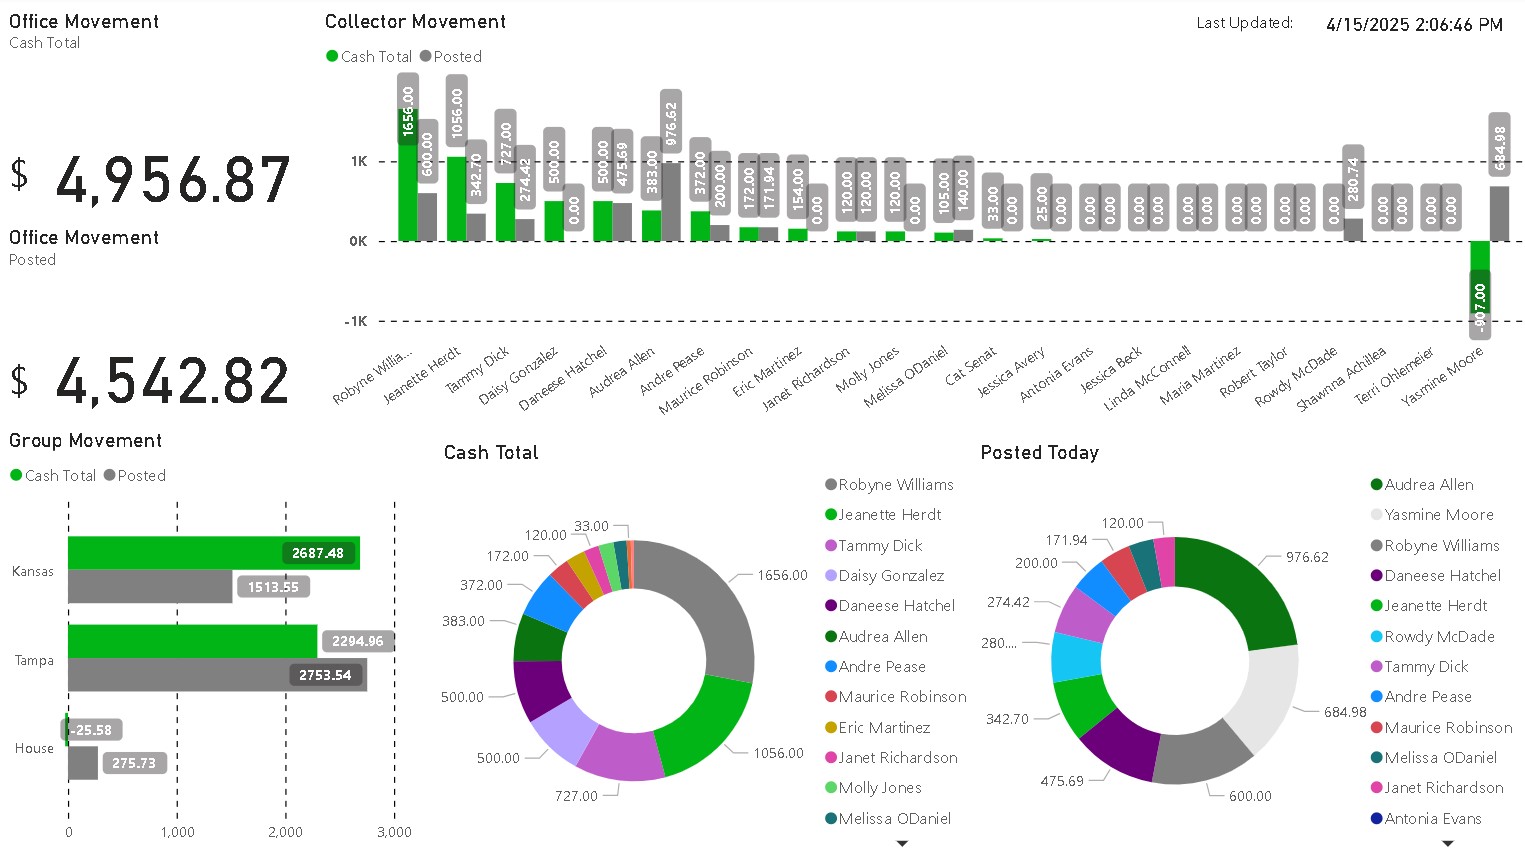 Office Movement
Cash Total
$ 4,956.87
Office Movement
Posted
$ 4,542.82
Collector Movement
Last Updated: 4/15/2025 2:06:46 PM
Cash Total Posted
1K
0K
-1K
1656.00 600.00 1056.00 342.70 727.00 274.42 500.00 0.00 500.00 475.69 383.00 976.62 372.00 200.00 172.00 171.94 154.00 0.00 120.00 120.00 120.00 0.00 105.00 140.00 33.00 0.00 25.00 0.00 0.00 0.00 0.00 0.00 0.00 0.00 0.00 0.00 0.00 0.00 0.00 280.74 0.00 0.00 0.00 0.00 -907.00 684.98
Robyne Willia... Jeanette Herdt Tammy Dick Daisy Gonzalez Daneese Hatchel Audrea Allen Andre Pease Maurice Robinson Eric Martinez Janet Richardson Molly Jones Melissa ODaniel Cat Senat Jessica Avery Antonia Evans Jessica Beck Linda McConnell Maria Martinez Robert Taylor Rowdy McDade Shawnna Achillea Terri Ohlemeier Yasmine Moore
Group Movement
Cash Total Posted
Kansas 2687.48
1513.55
Tampa 2294.96
2753.54
House -25.58
275.73
0 1,000 2,000 3,000
Cash Total
33.00
120.00
172.00
372.00
383.00
500.00
500.00
727.00
1056.00
1656.00
Robyne Williams
Jeanette Herdt
Tammy Dick
Daisy Gonzalez
Daneese Hatchel
Audrea Allen
Andre Pease
Maurice Robinson
Eric Martinez
Janet Richardson
Molly Jones
Melissa ODaniel
Posted Today
120.00
171.94
200.00
274.42
280....
342.70
475.69
600.00
684.98
976.62
Audrea Allen
Yasmine Moore
Robyne Williams
Daneese Hatchel
Jeanette Herdt
Rowdy McDade
Tammy Dick
Andre Pease
Maurice Robinson
Melissa ODaniel
Janet Richardson
Antonia Evans